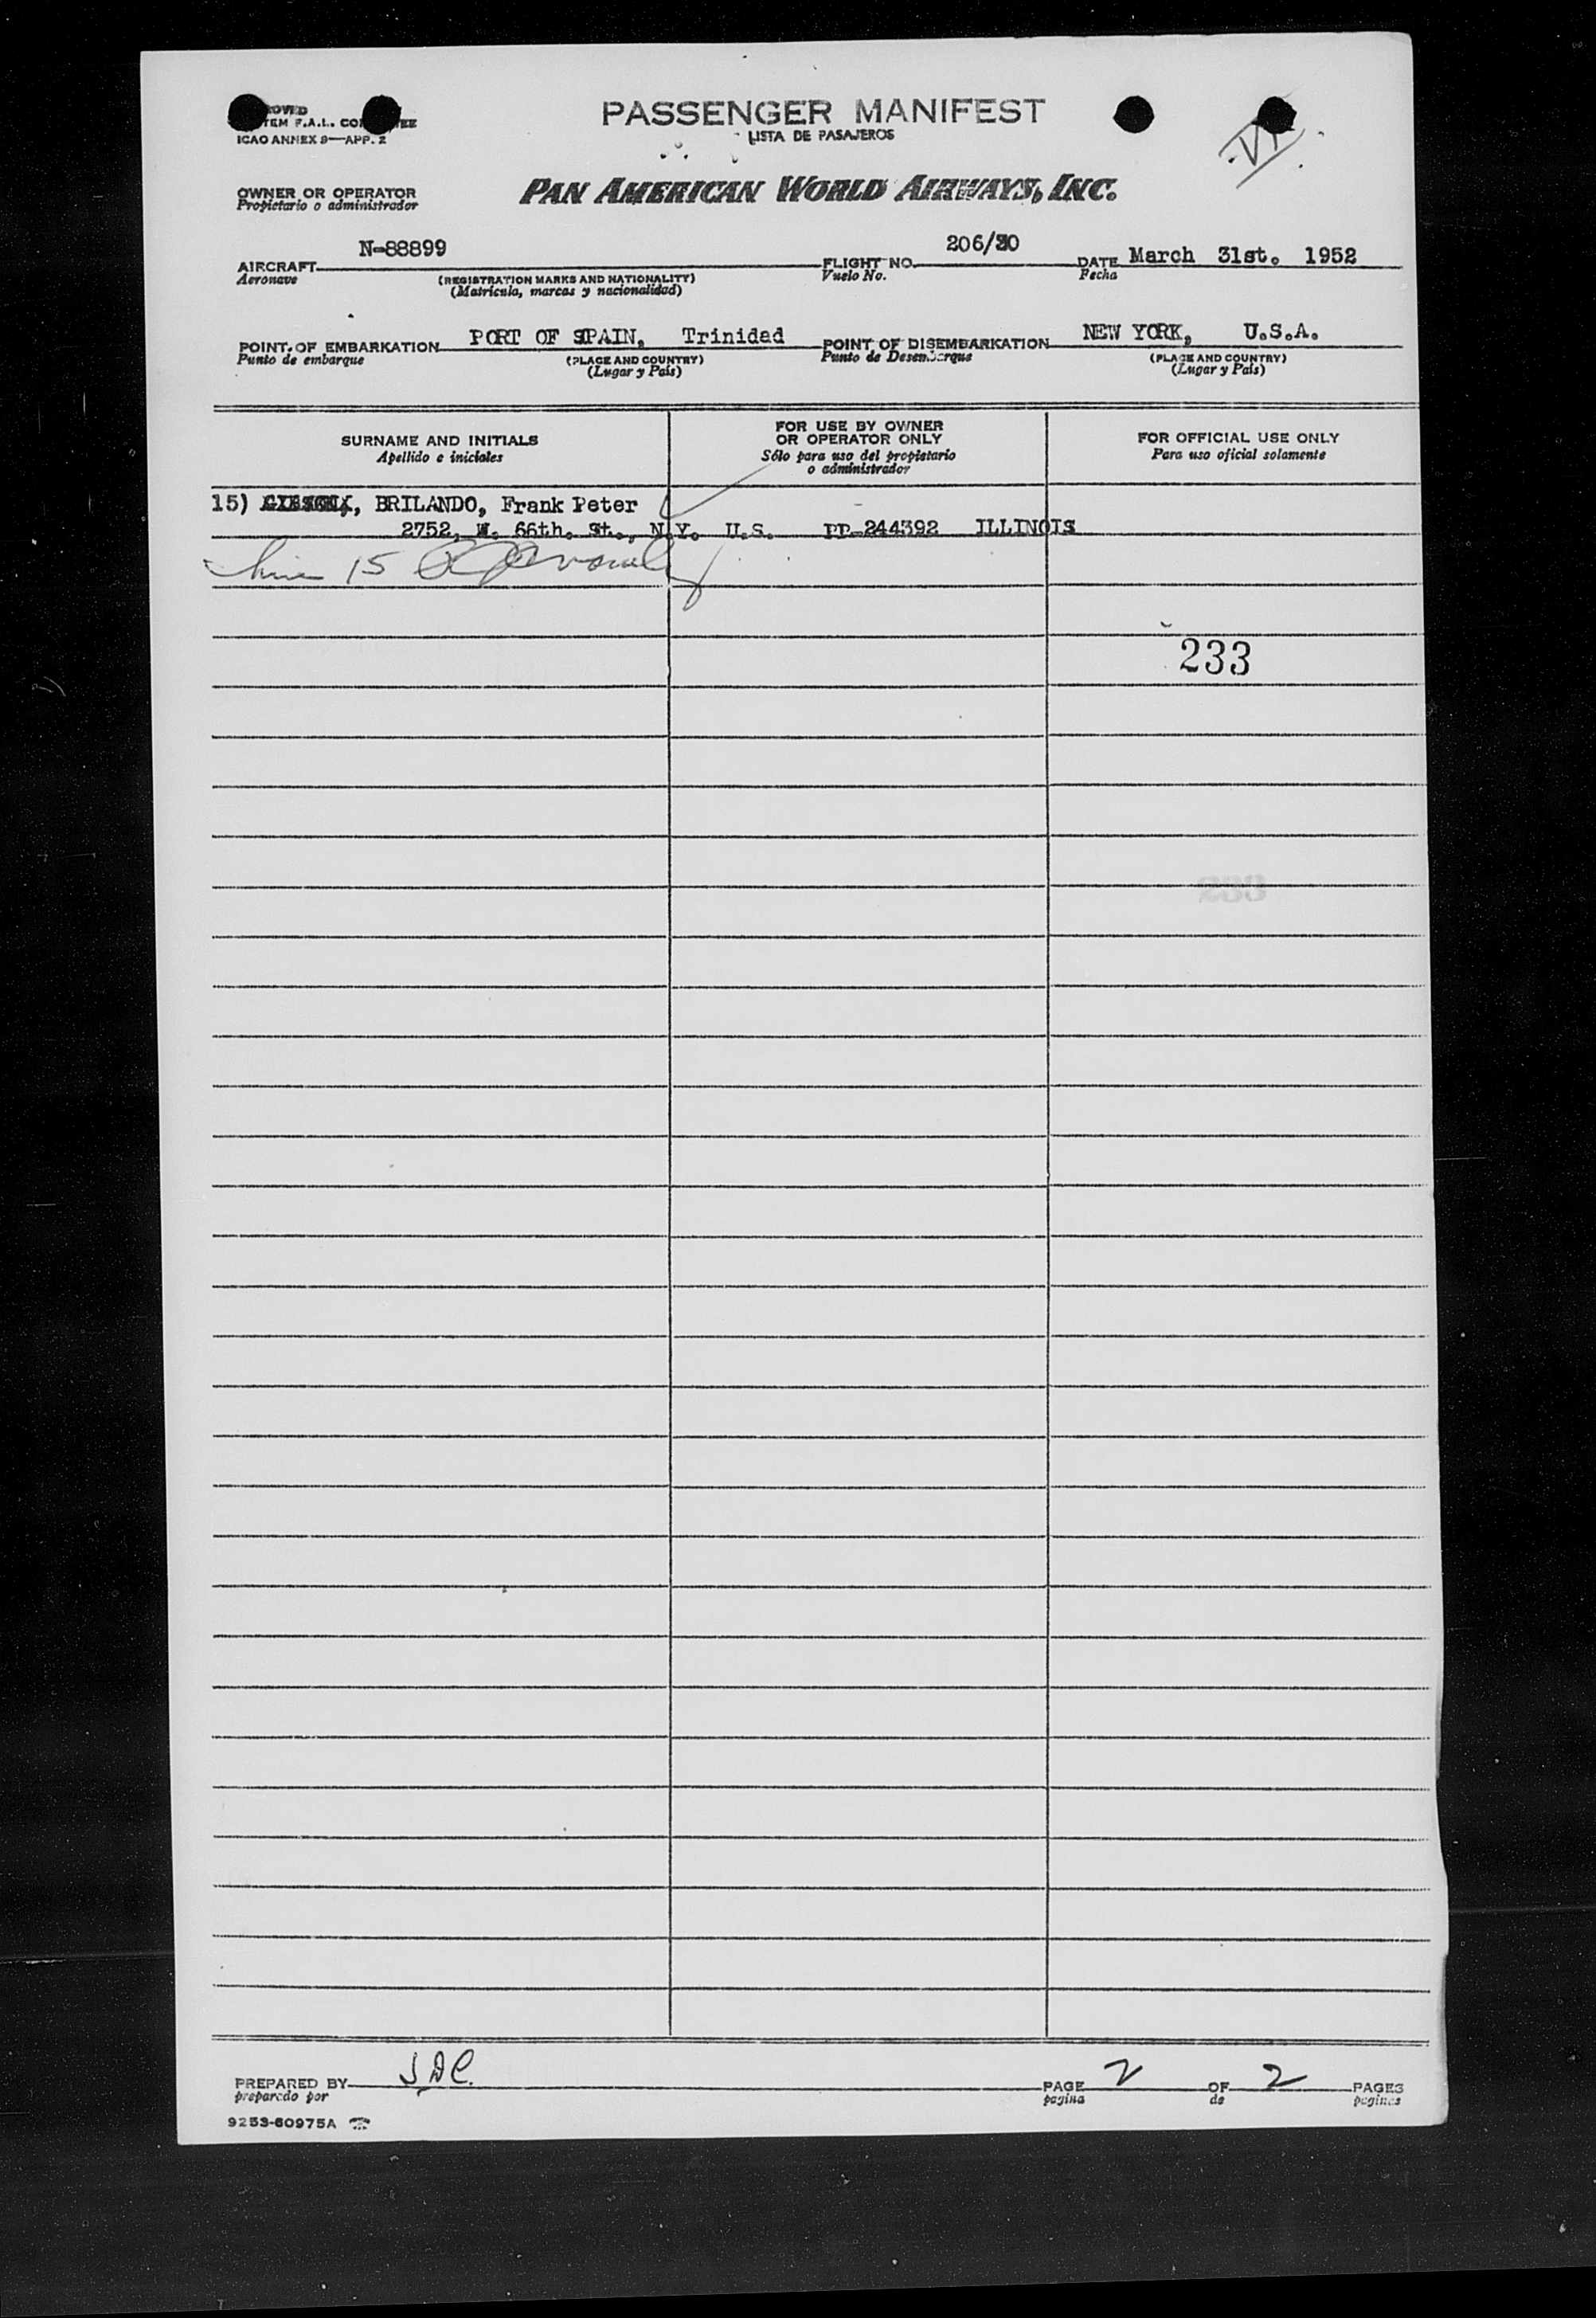 PASSENGER MANIFEST
LISTA DE PASAJEROS
ICAO ANNEX 9—APP. 2
OWNER OR OPERATOR
Propietario o administrador
PAN AMERICAN WORLD AIRWAYS, INC.
AIRCRAFT N-88899 FLIGHT NO. 206/20 DATE March 31st. 1952
Aeronave (REGISTRATION MARKS AND NATIONALITY) Vuelo No. Fecha
(Matricula, marcas y nacionalidad)
POINT OF EMBARKATION PORT OF SPAIN, Trinidad POINT OF DISEMBARKATION NEW YORK, U.S.A.
Punto de embarque (PLACE AND COUNTRY) Punto de Desembarque (PLACE AND COUNTRY)
(Lugar y País) (Lugar y País)
SURNAME AND INITIALS
Apellido e iniciales
FOR USE BY OWNER
OR OPERATOR ONLY
Sólo para uso del propietario
o administrador
FOR OFFICIAL USE ONLY
Para uso oficial solamente
15) BRILANDO, Frank Peter
2752, W. 66th. St., N.Y. U.S. PP-244392 ILLINOIS
Line 15
233
PREPARED BY
preparado por
PAGE 2 OF 2 PAGES
pagina de paginas
9253-60975A